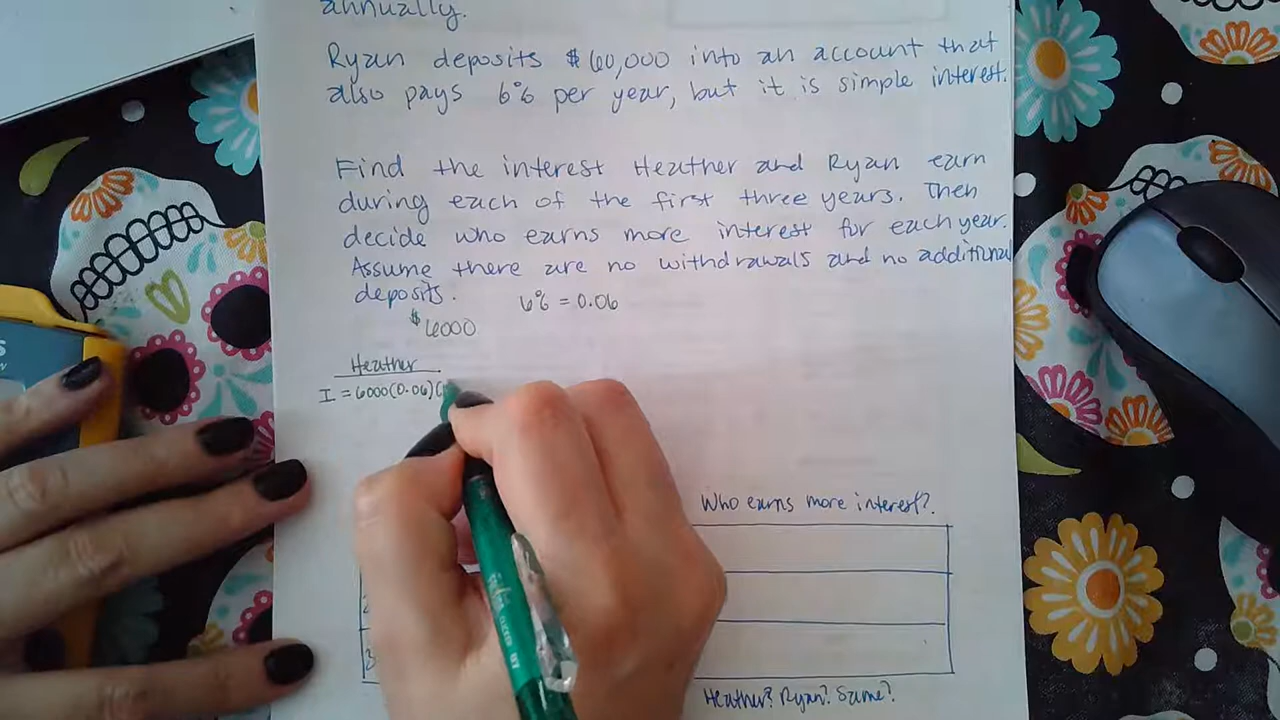 annually.
Ryan deposits $60,000 into an account that
also pays 6% per year, but it is simple interest.
Find the interest Heather and Ryan earn
during each of the first three years. Then
decide who earns more interest for each year.
Assume there are no withdrawals and no additional
deposits.
6% = 0.06
$6000
Heather
I = 6000(0.06)(
Who earns more interest?
Heather? Ryan? Same?